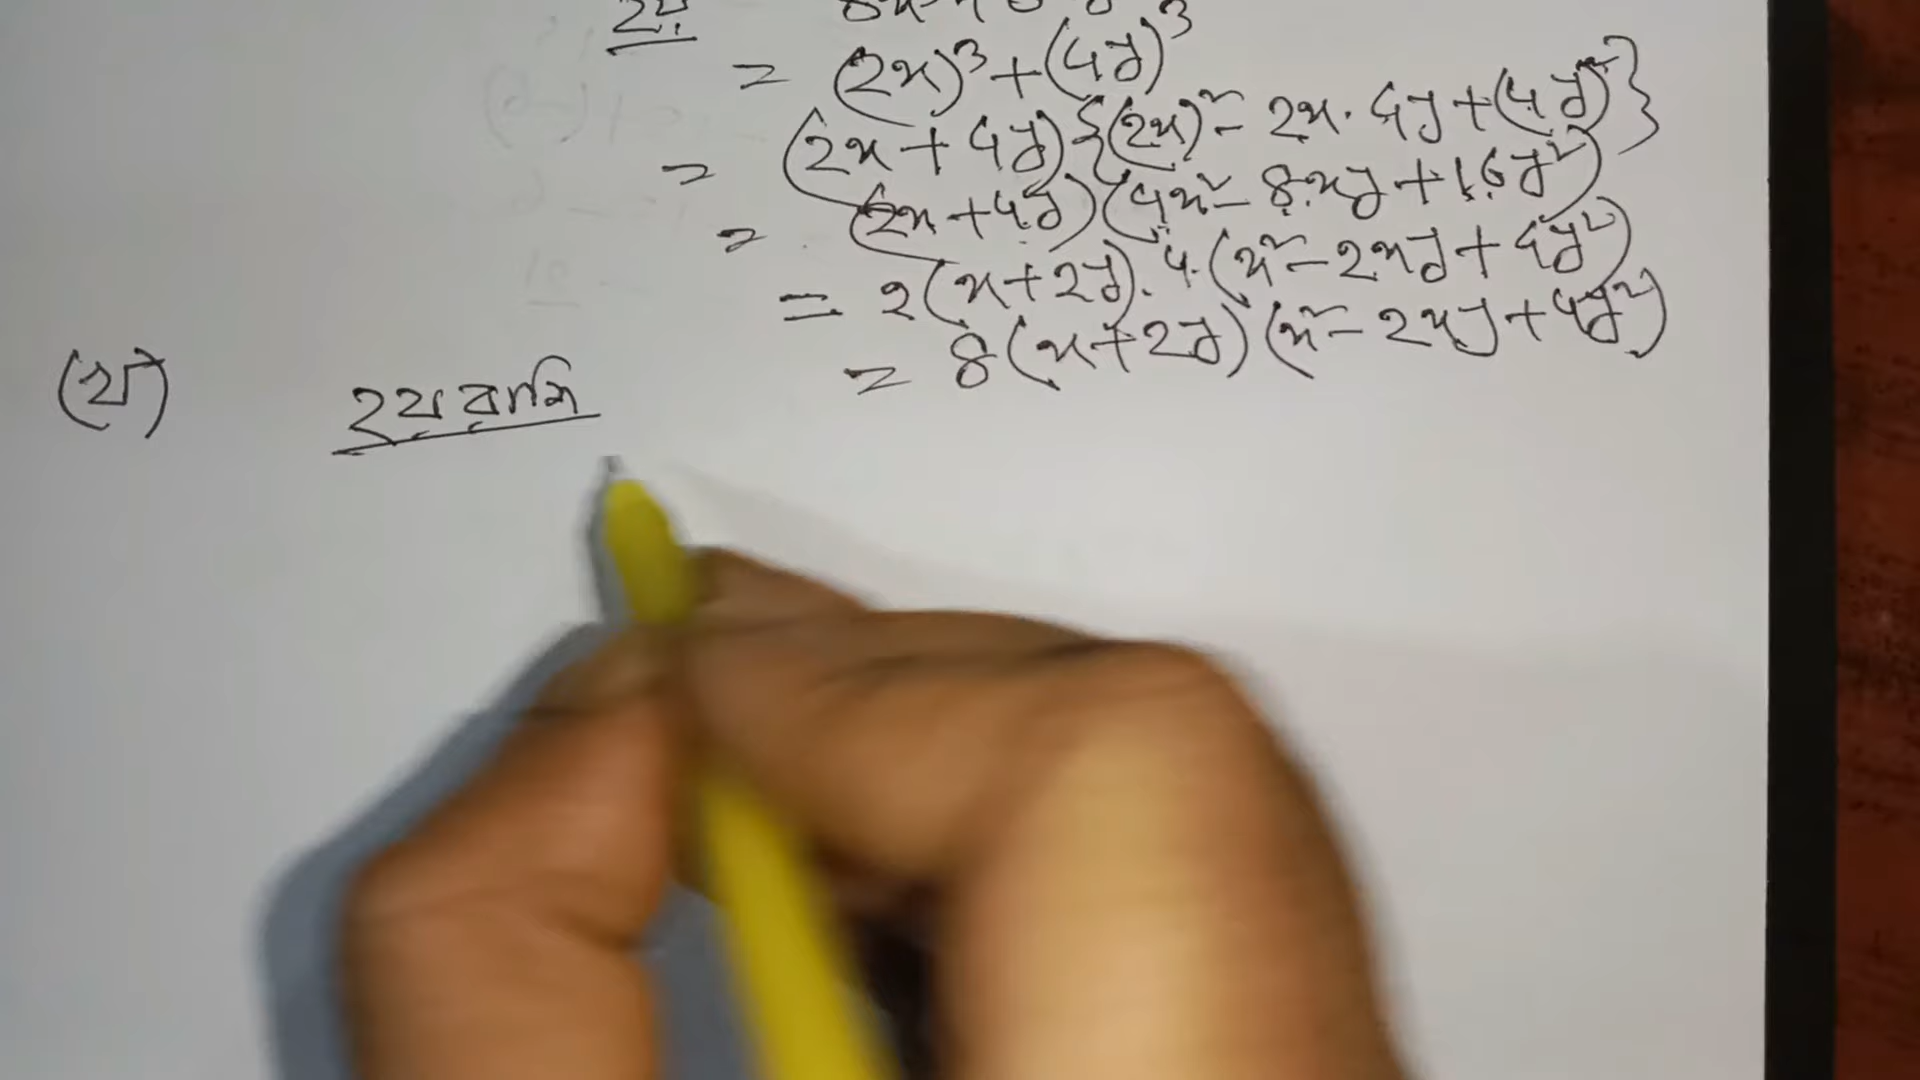 = (2x)³+(4y)³
= (2x+4y){(2x)²- 2x. 4y+(4y)²}
= (2x+4y)(4x²- 8xy+16y²)
= 2(x+2y).4.(x²-2xy+4y²)
= 8(x+2y)(x²-2xy+4y²)
(খ) ২য় রাশি